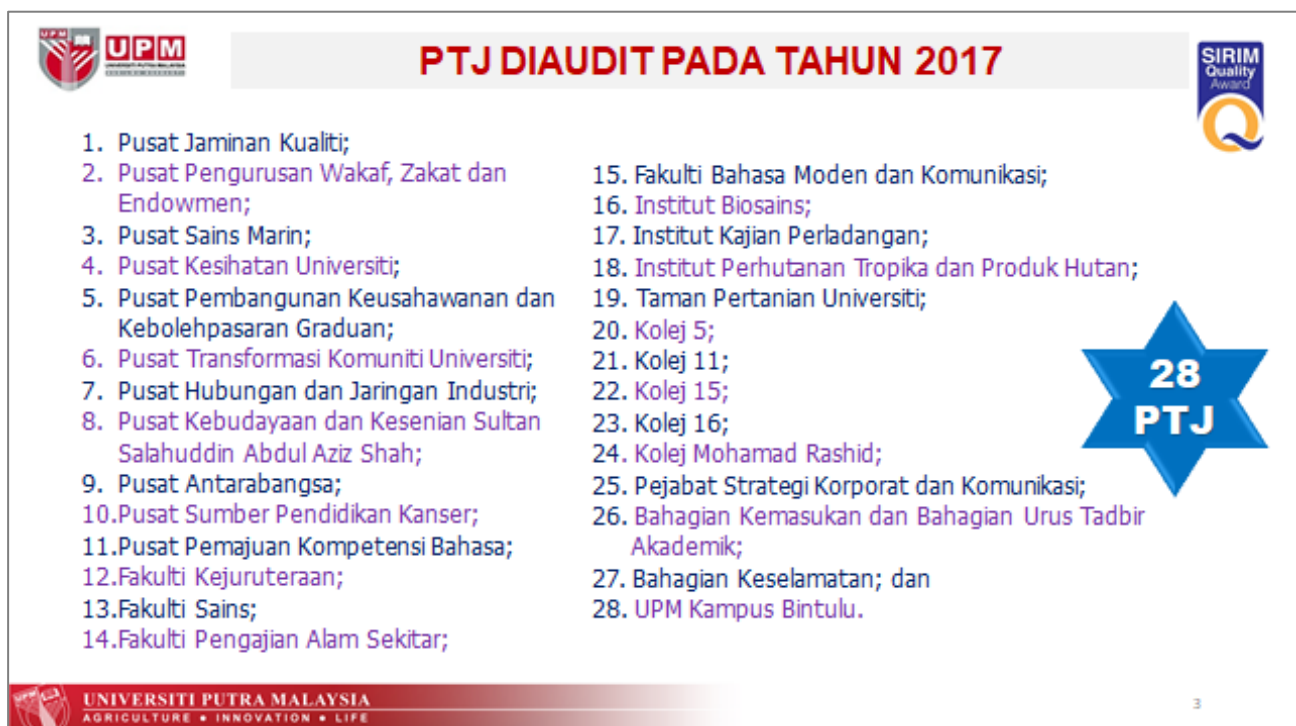 UPM
UPM
UNIVERSITI PUTRA MALAYSIA
BERILMU BERBAKTI
PTJ DIAUDIT PADA TAHUN 2017
SIRIM
Quality
Award
Q
1. Pusat Jaminan Kualiti;
2. Pusat Pengurusan Wakaf, Zakat dan
Endowmen;
3. Pusat Sains Marin;
4. Pusat Kesihatan Universiti;
5. Pusat Pembangunan Keusahawanan dan
Kebolehpasaran Graduan;
6. Pusat Transformasi Komuniti Universiti;
7. Pusat Hubungan dan Jaringan Industri;
8. Pusat Kebudayaan dan Kesenian Sultan
Salahuddin Abdul Aziz Shah;
9. Pusat Antarabangsa;
10.Pusat Sumber Pendidikan Kanser;
11.Pusat Pemajuan Kompetensi Bahasa;
12.Fakulti Kejuruteraan;
13.Fakulti Sains;
14.Fakulti Pengajian Alam Sekitar;
15. Fakulti Bahasa Moden dan Komunikasi;
16. Institut Biosains;
17. Institut Kajian Perladangan;
18. Institut Perhutanan Tropika dan Produk Hutan;
19. Taman Pertanian Universiti;
20. Kolej 5;
21. Kolej 11;
22. Kolej 15;
23. Kolej 16;
24. Kolej Mohamad Rashid;
25. Pejabat Strategi Korporat dan Komunikasi;
26. Bahagian Kemasukan dan Bahagian Urus Tadbir
Akademik;
27. Bahagian Keselamatan; dan
28. UPM Kampus Bintulu.
28
PTJ
UNIVERSITI PUTRA MALAYSIA
AGRICULTURE • INNOVATION • LIFE
3